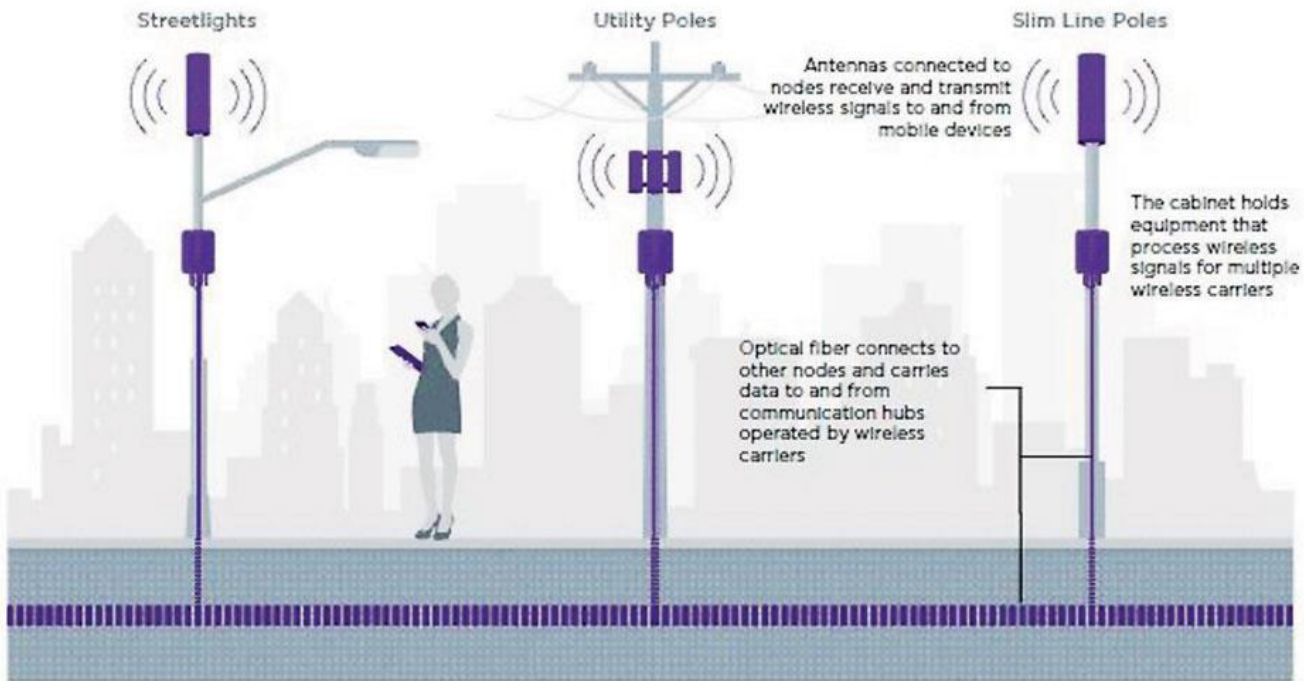 Streetlights
Utility Poles
Slim Line Poles
Antennas connected to
nodes receive and transmit
wireless signals to and from
mobile devices
The cabinet holds
equipment that
process wireless
signals for multiple
wireless carriers
Optical fiber connects to
other nodes and carries
data to and from
communication hubs
operated by wireless
carriers